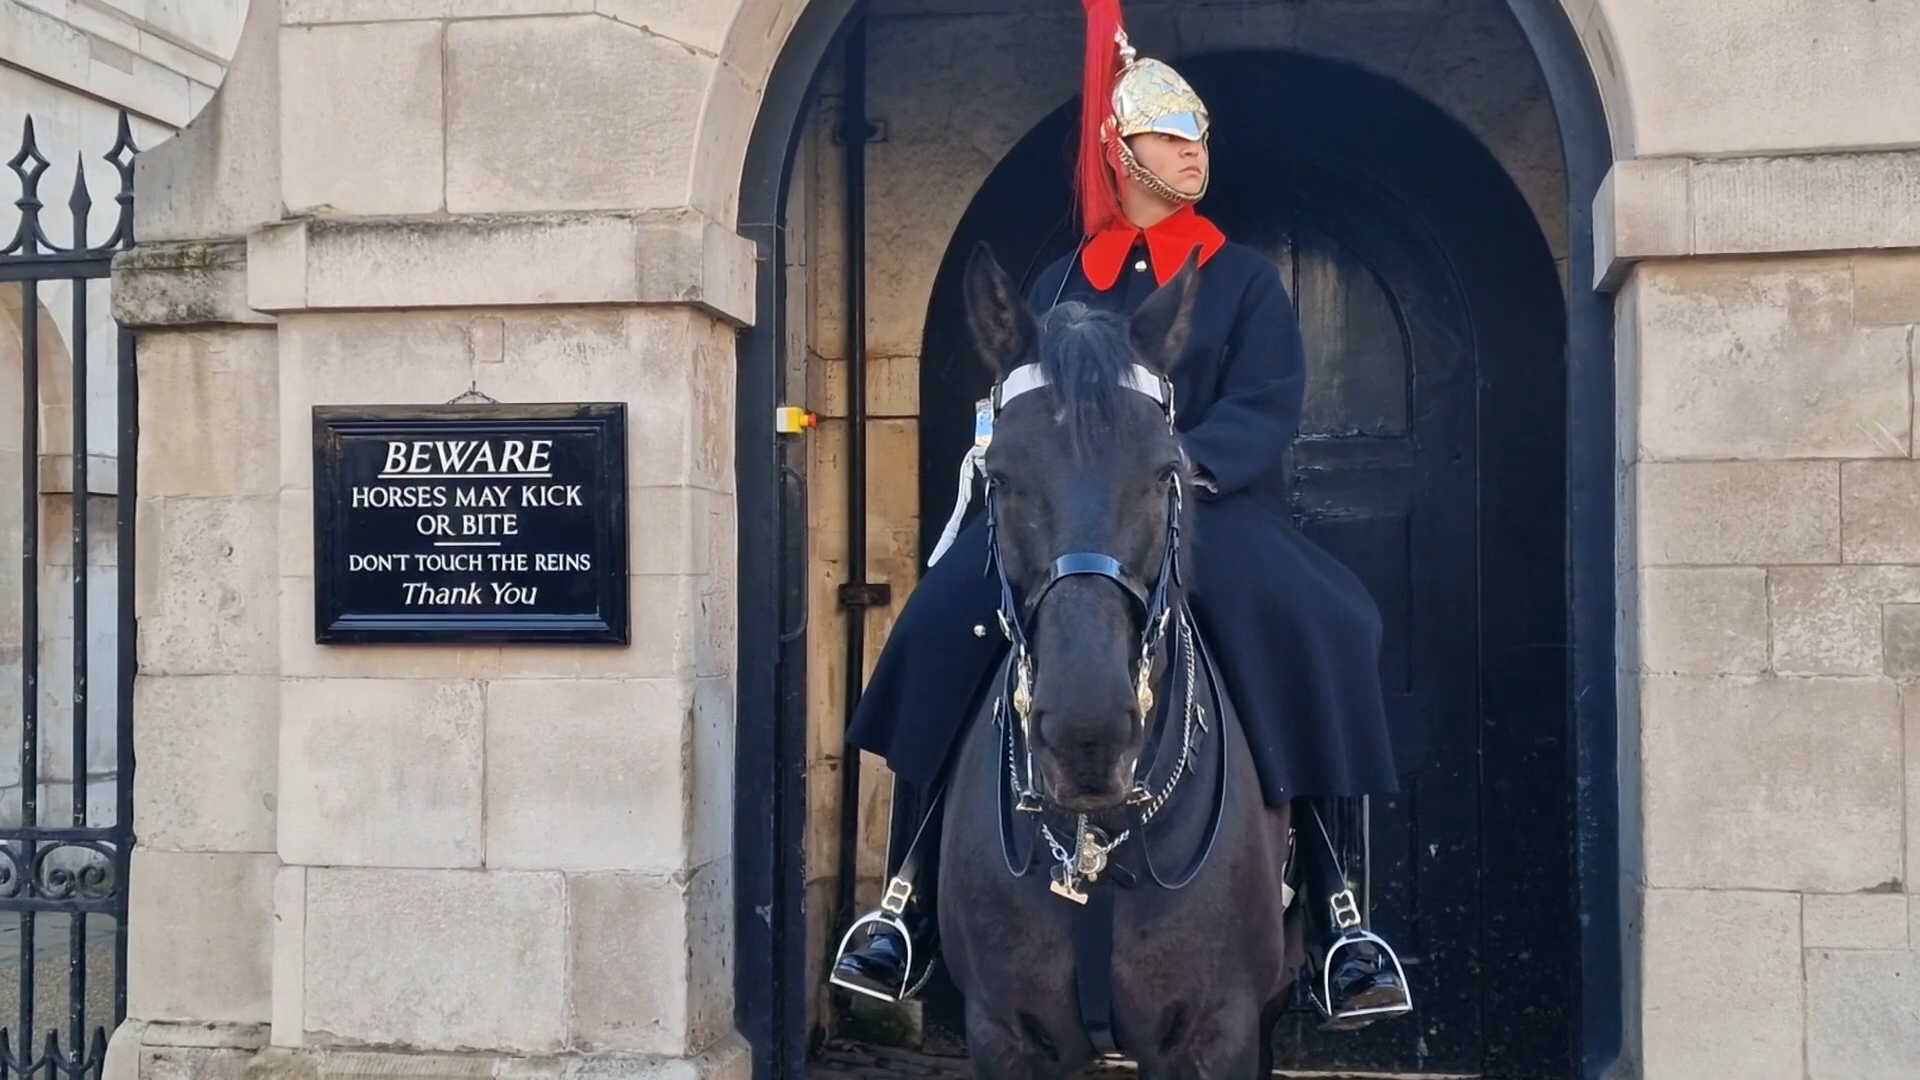 BEWARE
HORSES MAY KICK
OR BITE
DON'T TOUCH THE REINS
Thank You